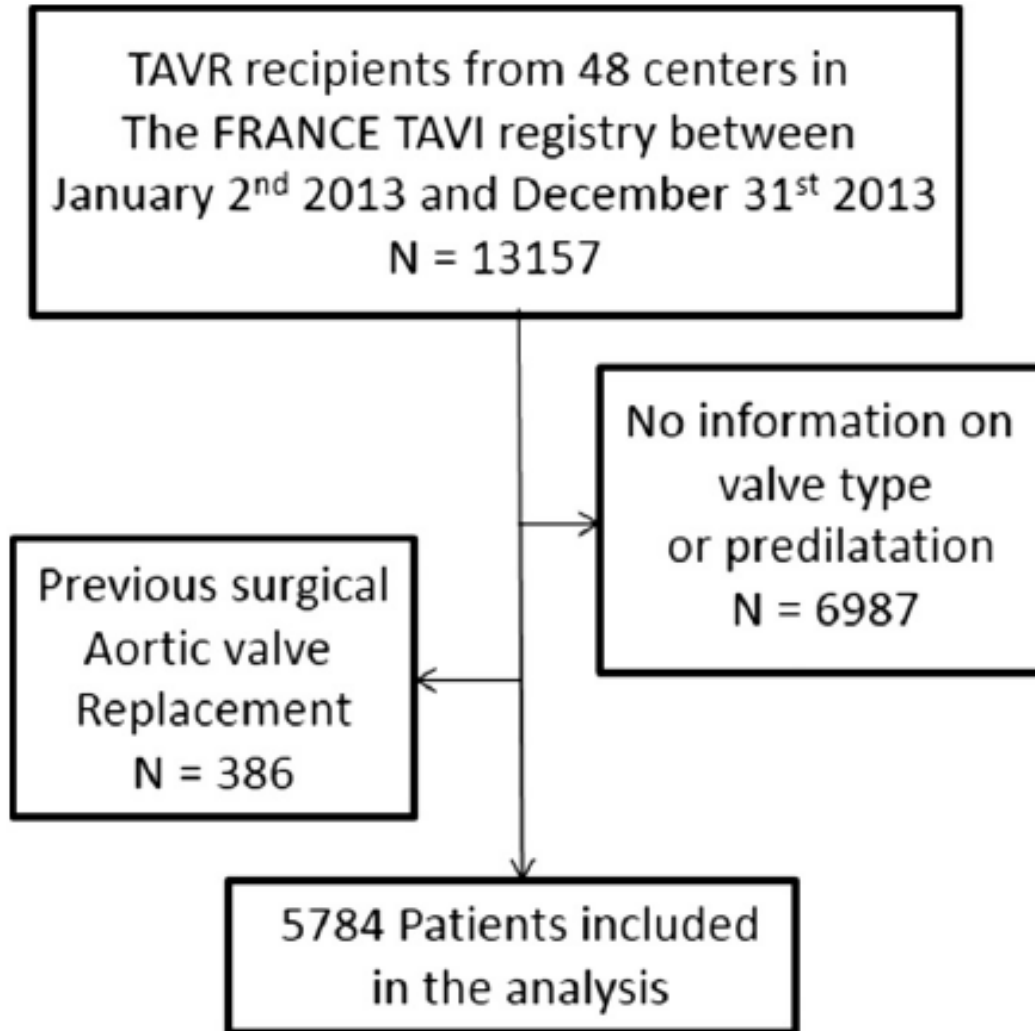 TAVR recipients from 48 centers in
The FRANCE TAVI registry between
January 2nd 2013 and December 31st 2013
N = 13157
No information on
valve type
or predilatation
N = 6987
Previous surgical
Aortic valve
Replacement
N = 386
5784 Patients included
in the analysis